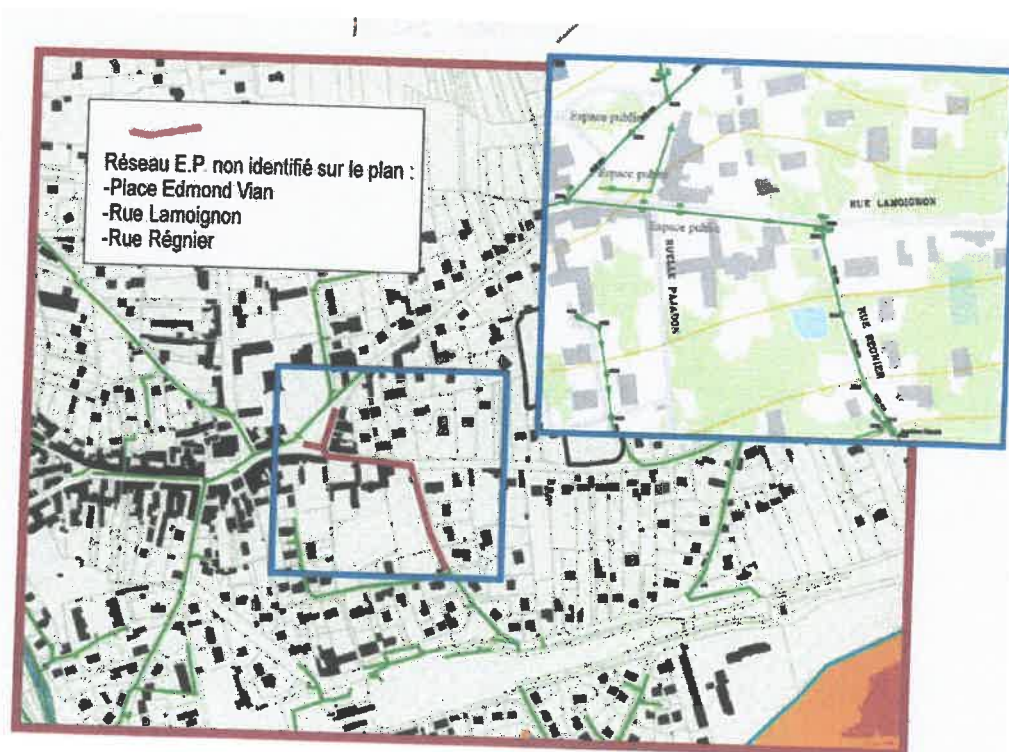 Réseau E.P. non identifié sur le plan :
-Place Edmond Vian
-Rue Lamoignon
-Rue Régnier
Espace public
Espace public
RUE LAMOIGNON
Espace public
RUELLE PAJADON
RUE REGNIER